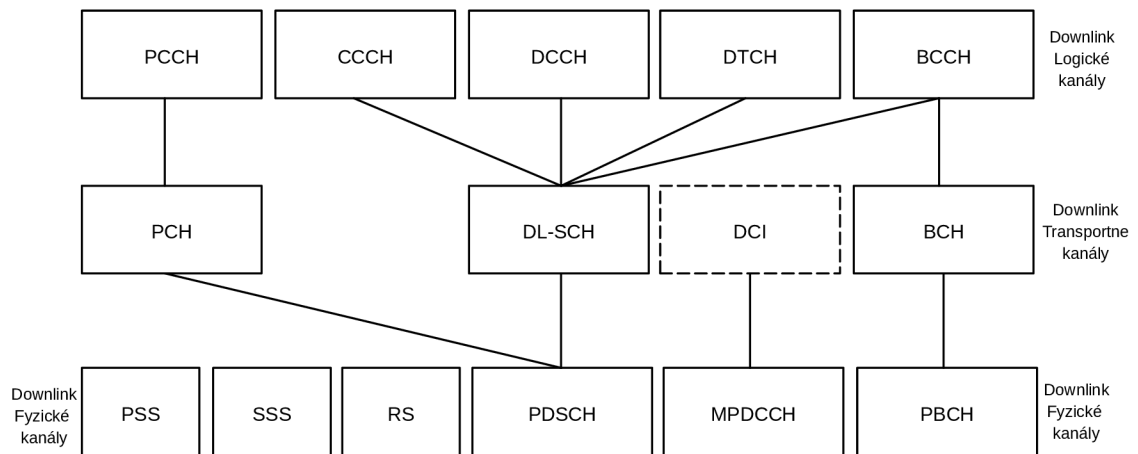 PCCH
CCCH
DCCH
DTCH
BCCH
Downlink
Logické
kanály
PCH
DL-SCH
DCI
BCH
Downlink
Transportne
kanály
Downlink
Fyzické
kanály
PSS
SSS
RS
PDSCH
MPDCCH
PBCH
Downlink
Fyzické
kanály